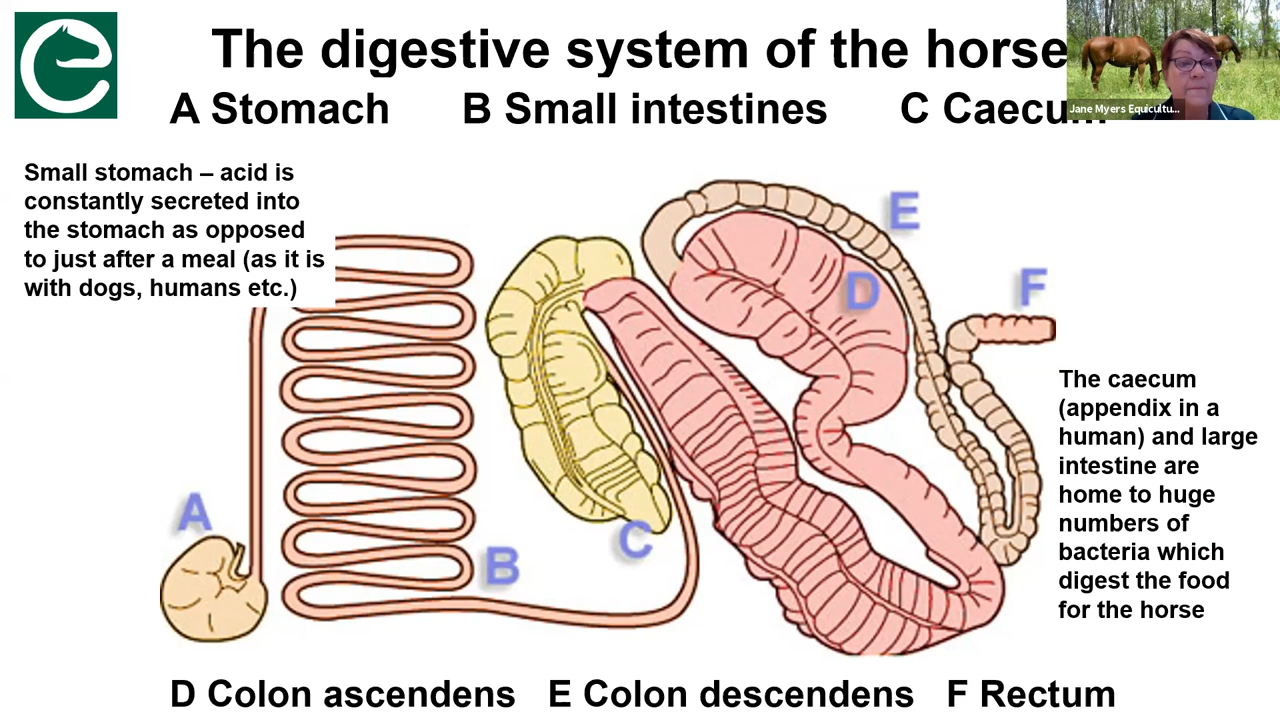 The digestive system of the horse
A Stomach B Small intestines C Caecum
Jane Myers Equicultu...
Small stomach – acid is
constantly secreted into
the stomach as opposed
to just after a meal (as it is
with dogs, humans etc.)
E
D
F
The caecum
(appendix in a
human) and large
intestine are
home to huge
numbers of
bacteria which
digest the food
for the horse
A
C
B
D Colon ascendens E Colon descendens F Rectum